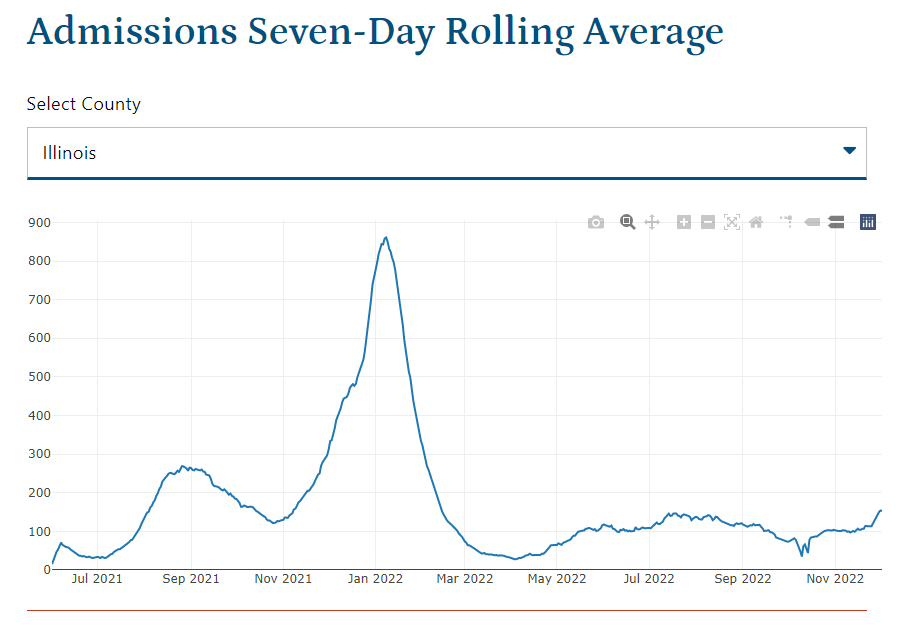 Admissions Seven-Day Rolling Average
Select County
Illinois
900
800
700
600
500
400
300
200
100
0
Jul 2021 Sep 2021 Nov 2021 Jan 2022 Mar 2022 May 2022 Jul 2022 Sep 2022 Nov 2022